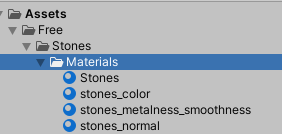 Assets
Free
Stones
Materials
Stones
stones_color
stones_metalness_smoothness
stones_normal